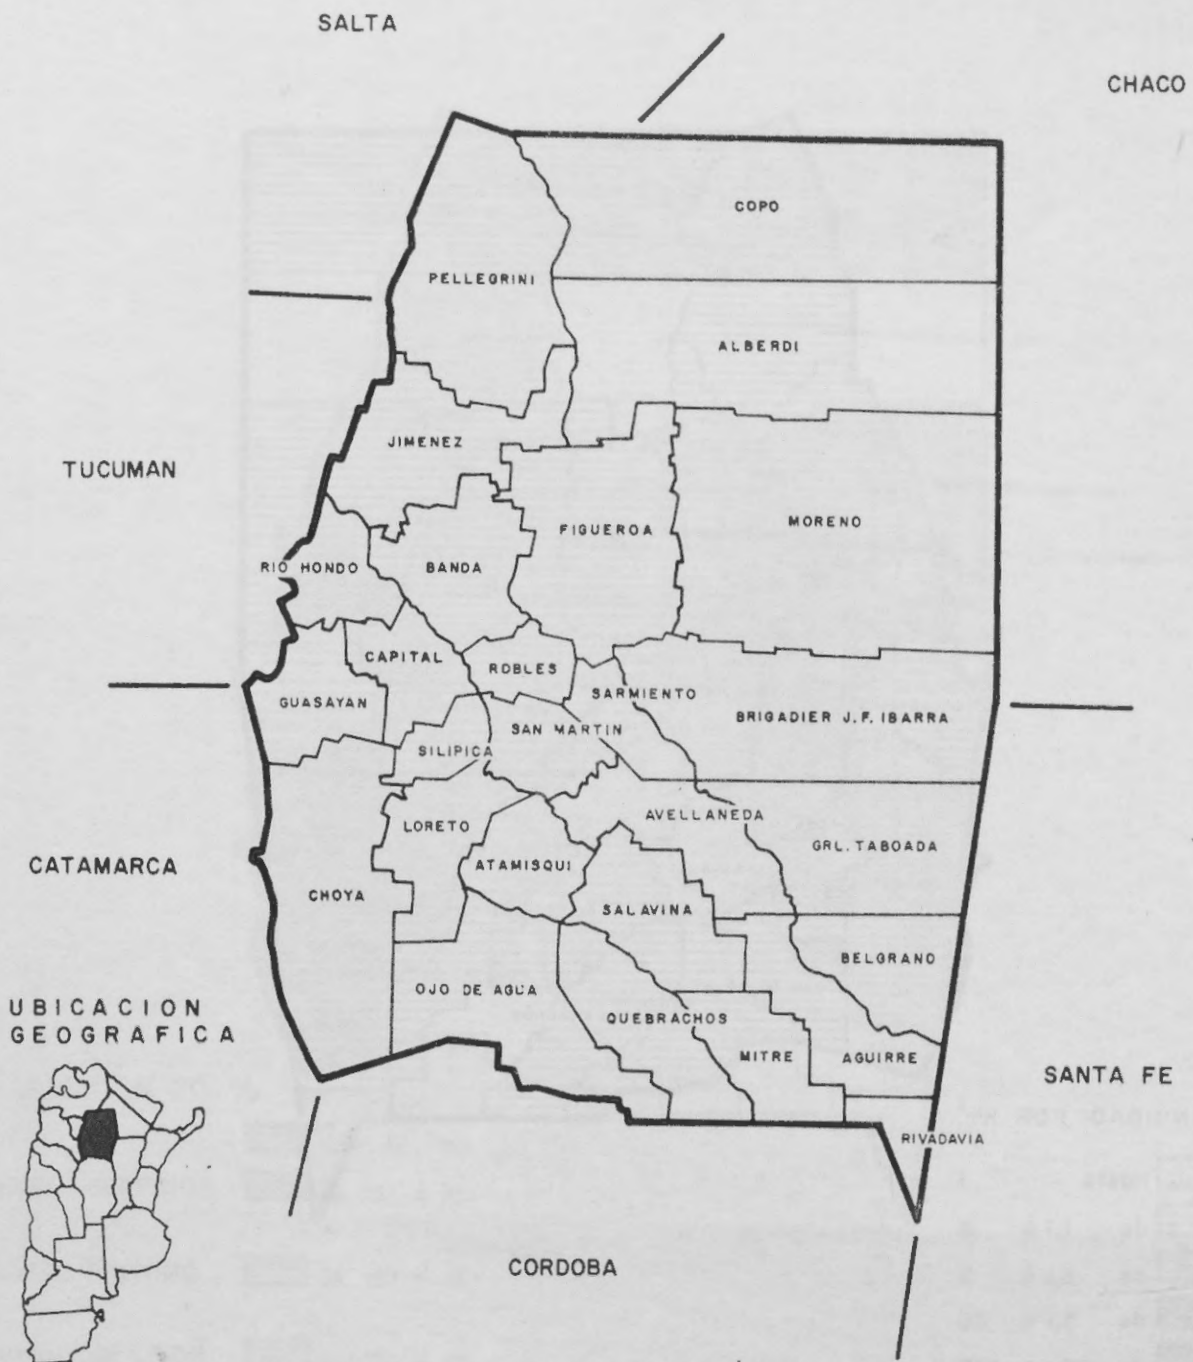 SALTA
CHACO
COPO
PELLEGRINI
ALBERDI
JIMENEZ
TUCUMAN
MORENO
FIGUEROA
RIO HONDO
BANDA
CAPITAL
ROBLES
SARMIENTO
GUASAYAN
BRIGADIER J.F. IBARRA
SAN MARTIN
SILIPICA
AVELLANEDA
LORETO
GRL. TABOADA
CATAMARCA
ATAMISQUI
CHOYA
SALAVINA
BELGRANO
OJO DE AGUA
UBICACION
GEOGRAFICA
QUEBRACHOS
MITRE
AGUIRRE
SANTA FE
RIVADAVIA
CORDOBA